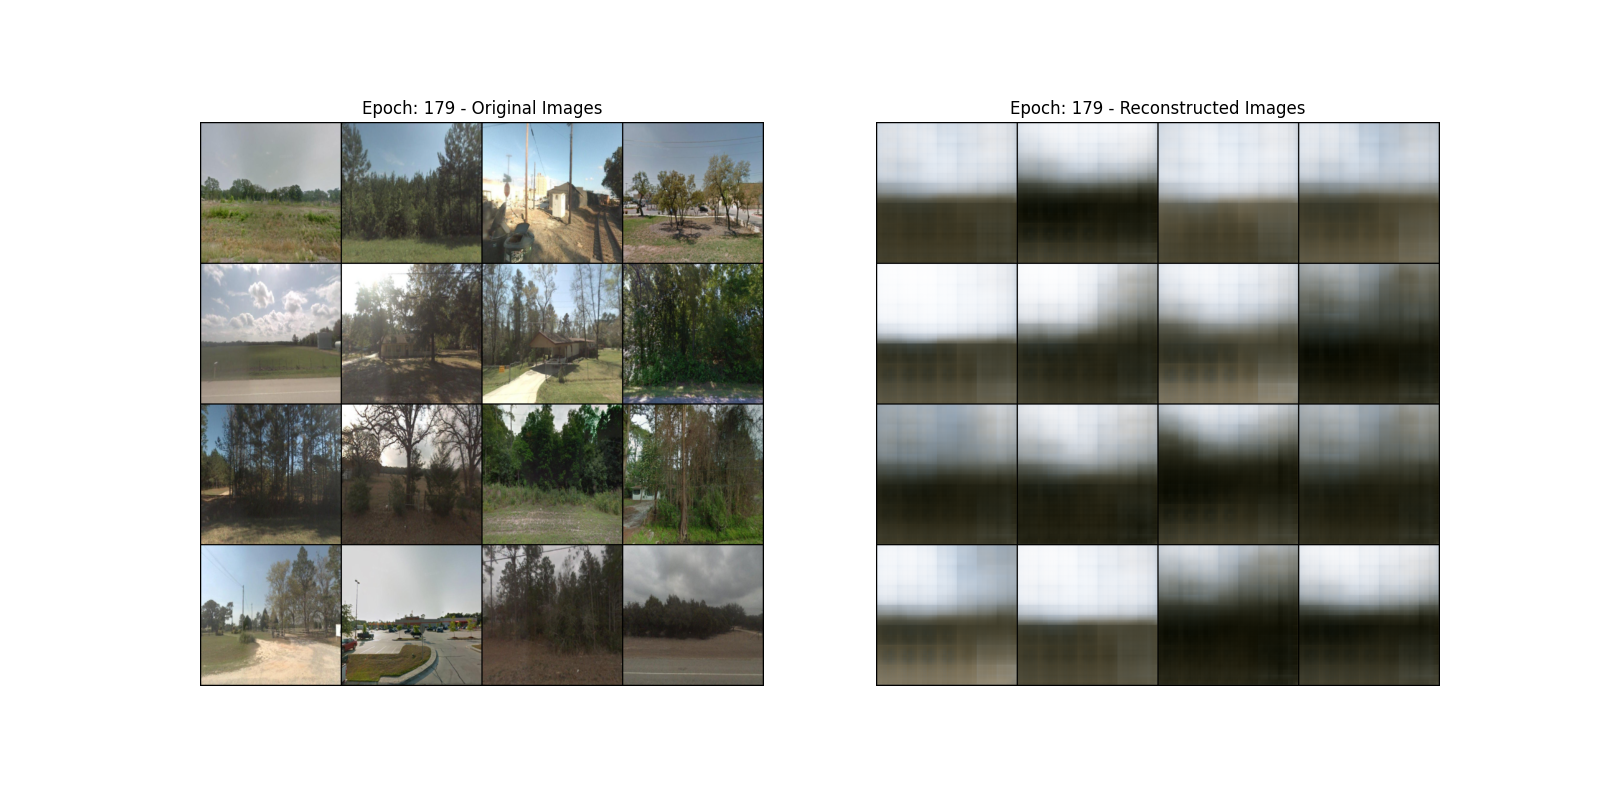 Epoch: 179 - Original Images
Epoch: 179 - Reconstructed Images